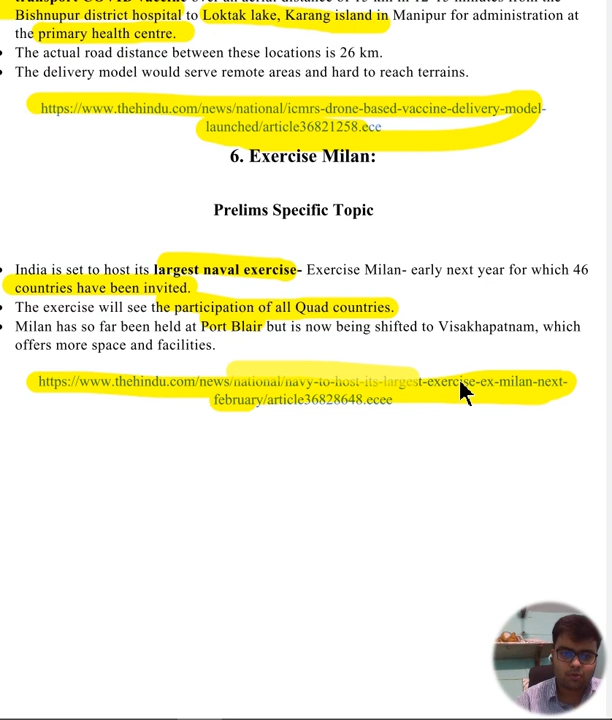 Bishnupur district hospital to Loktak lake, Karang island in Manipur for administration at
the primary health centre.
The actual road distance between these locations is 26 km.
The delivery model would serve remote areas and hard to reach terrains.
https://www.thehindu.com/news/national/icmrs-drone-based-vaccine-delivery-model-
launched/article36821258.ece
6. Exercise Milan:
Prelims Specific Topic
India is set to host its largest naval exercise- Exercise Milan- early next year for which 46
countries have been invited.
The exercise will see the participation of all Quad countries.
Milan has so far been held at Port Blair but is now being shifted to Visakhapatnam, which
offers more space and facilities.
https://www.thehindu.com/news/national/navy-to-host-its-largest-exercise-ex-milan-next-
february/article36828648.ecee